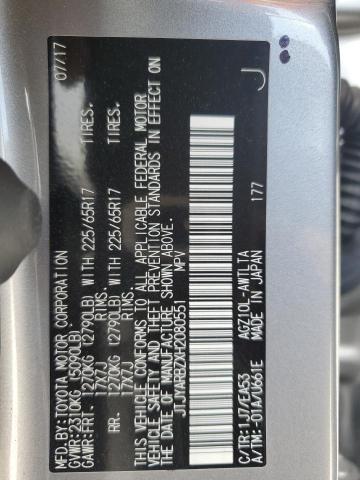 MFD.BY:TOYOTA MOTOR CORPORATION 07/17
GVWR:2310KG (5090LB)
GAWR:FRT. 1270KG (2790LB) WITH 225/65R17 TIRES.
17X7J RIMS.
RR. 1270KG (2790LB) WITH 225/65R17 TIRES.
17X7J RIMS.
THIS VEHICLE CONFORMS TO ALL APPLICABLE FEDERAL MOTOR
VEHICLE SAFETY AND THEFT PREVENTION STANDARDS IN EFFECT ON
THE DATE OF MANUFACTURE SHOWN ABOVE.
JTJYARBZXH2080551 MPV
C/TR:1J7/EA53 AGZ10L-AWTLTA
A/TM:-01A/U661E MADE IN JAPAN 177
J